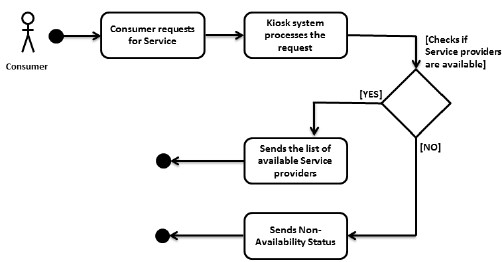 Consumer
Consumer requests
for Service
Kiosk system
processes the
request
[Checks if
Service providers
are available]
[YES]
[NO]
Sends the list of
available Service
providers
Sends Non-
Availability Status